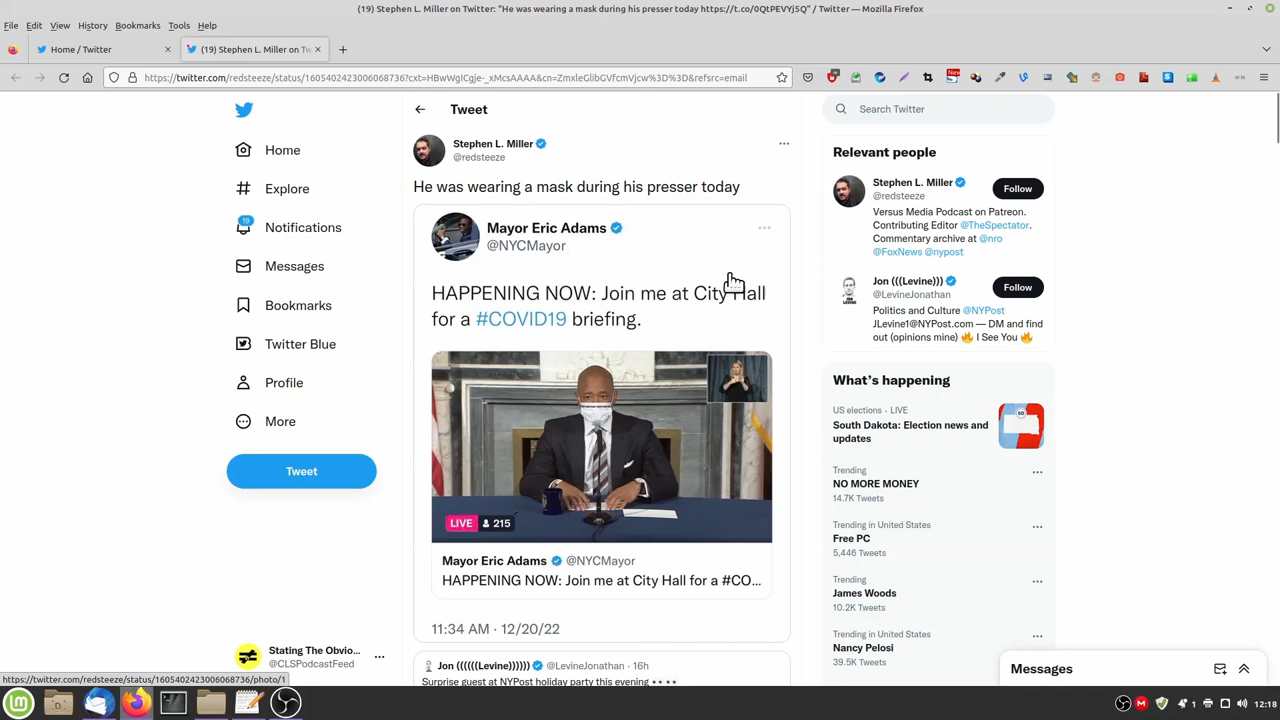 (19) Stephen L. Miller on Twitter: "He was wearing a mask during his presser today https://t.co/0QtPEVYj5Q" / Twitter — Mozilla Firefox
File Edit View History Bookmarks Tools Help
Home / Twitter
(19) Stephen L. Miller on Tw
https://twitter.com/redsteeze/status/1605402423006068736?cxt=HBwWgICgje-_xMcsAAAA&cn=ZmxleGlibGVfcmVjcw%3D%3D&refsrc=email
New
Home
Explore
19
Notifications
Messages
Bookmarks
Twitter Blue
Profile
More
Tweet
Stating The Obvio...
@CLSPodcastFeed
Tweet
Stephen L. Miller
@redsteeze
He was wearing a mask during his presser today
Mayor Eric Adams
@NYCMayor
HAPPENING NOW: Join me at City Hall
for a #COVID19 briefing.
LIVE 215
Mayor Eric Adams @NYCMayor
HAPPENING NOW: Join me at City Hall for a #CO...
11:34 AM · 12/20/22
Jon ((((((Levine)))))) @LevineJonathan · 16h
Surprise guest at NYPost holiday party this evening
Search Twitter
Relevant people
Stephen L. Miller
@redsteeze
Follow
Versus Media Podcast on Patreon.
Contributing Editor @TheSpectator.
Commentary archive at @nro
@FoxNews @nypost
Jon (((Levine)))
@LevineJonathan
Follow
Politics and Culture @NYPost
JLevine1@NYPost.com — DM and find
out (opinions mine) 🔥 I See You 🔥
What's happening
US elections · LIVE
South Dakota: Election news and
updates
Trending
NO MORE MONEY
14.7K Tweets
Trending in United States
Free PC
5,446 Tweets
Trending
James Woods
10.2K Tweets
Trending in United States
Nancy Pelosi
39.5K Tweets
Messages
https://twitter.com/redsteeze/status/1605402423006068736/photo/1
12:18